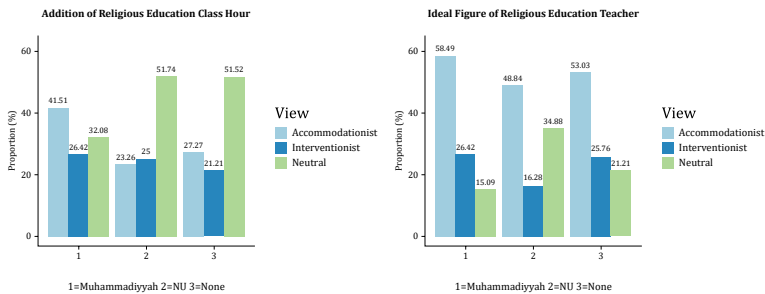 Addition of Religious Education Class Hour
60
40
20
0
Proportion (%)
41.51
26.42
32.08
23.26
25
51.74
27.27
21.21
51.52
1
2
3
1=Muhammadiyyah 2=NU 3=None
View
Accommodationist
Interventionist
Neutral
Ideal Figure of Religious Education Teacher
60
40
20
0
Proportion (%)
58.49
26.42
15.09
48.84
16.28
34.88
53.03
25.76
21.21
1
2
3
1=Muhammadiyyah 2=NU 3=None
View
Accommodationist
Interventionist
Neutral